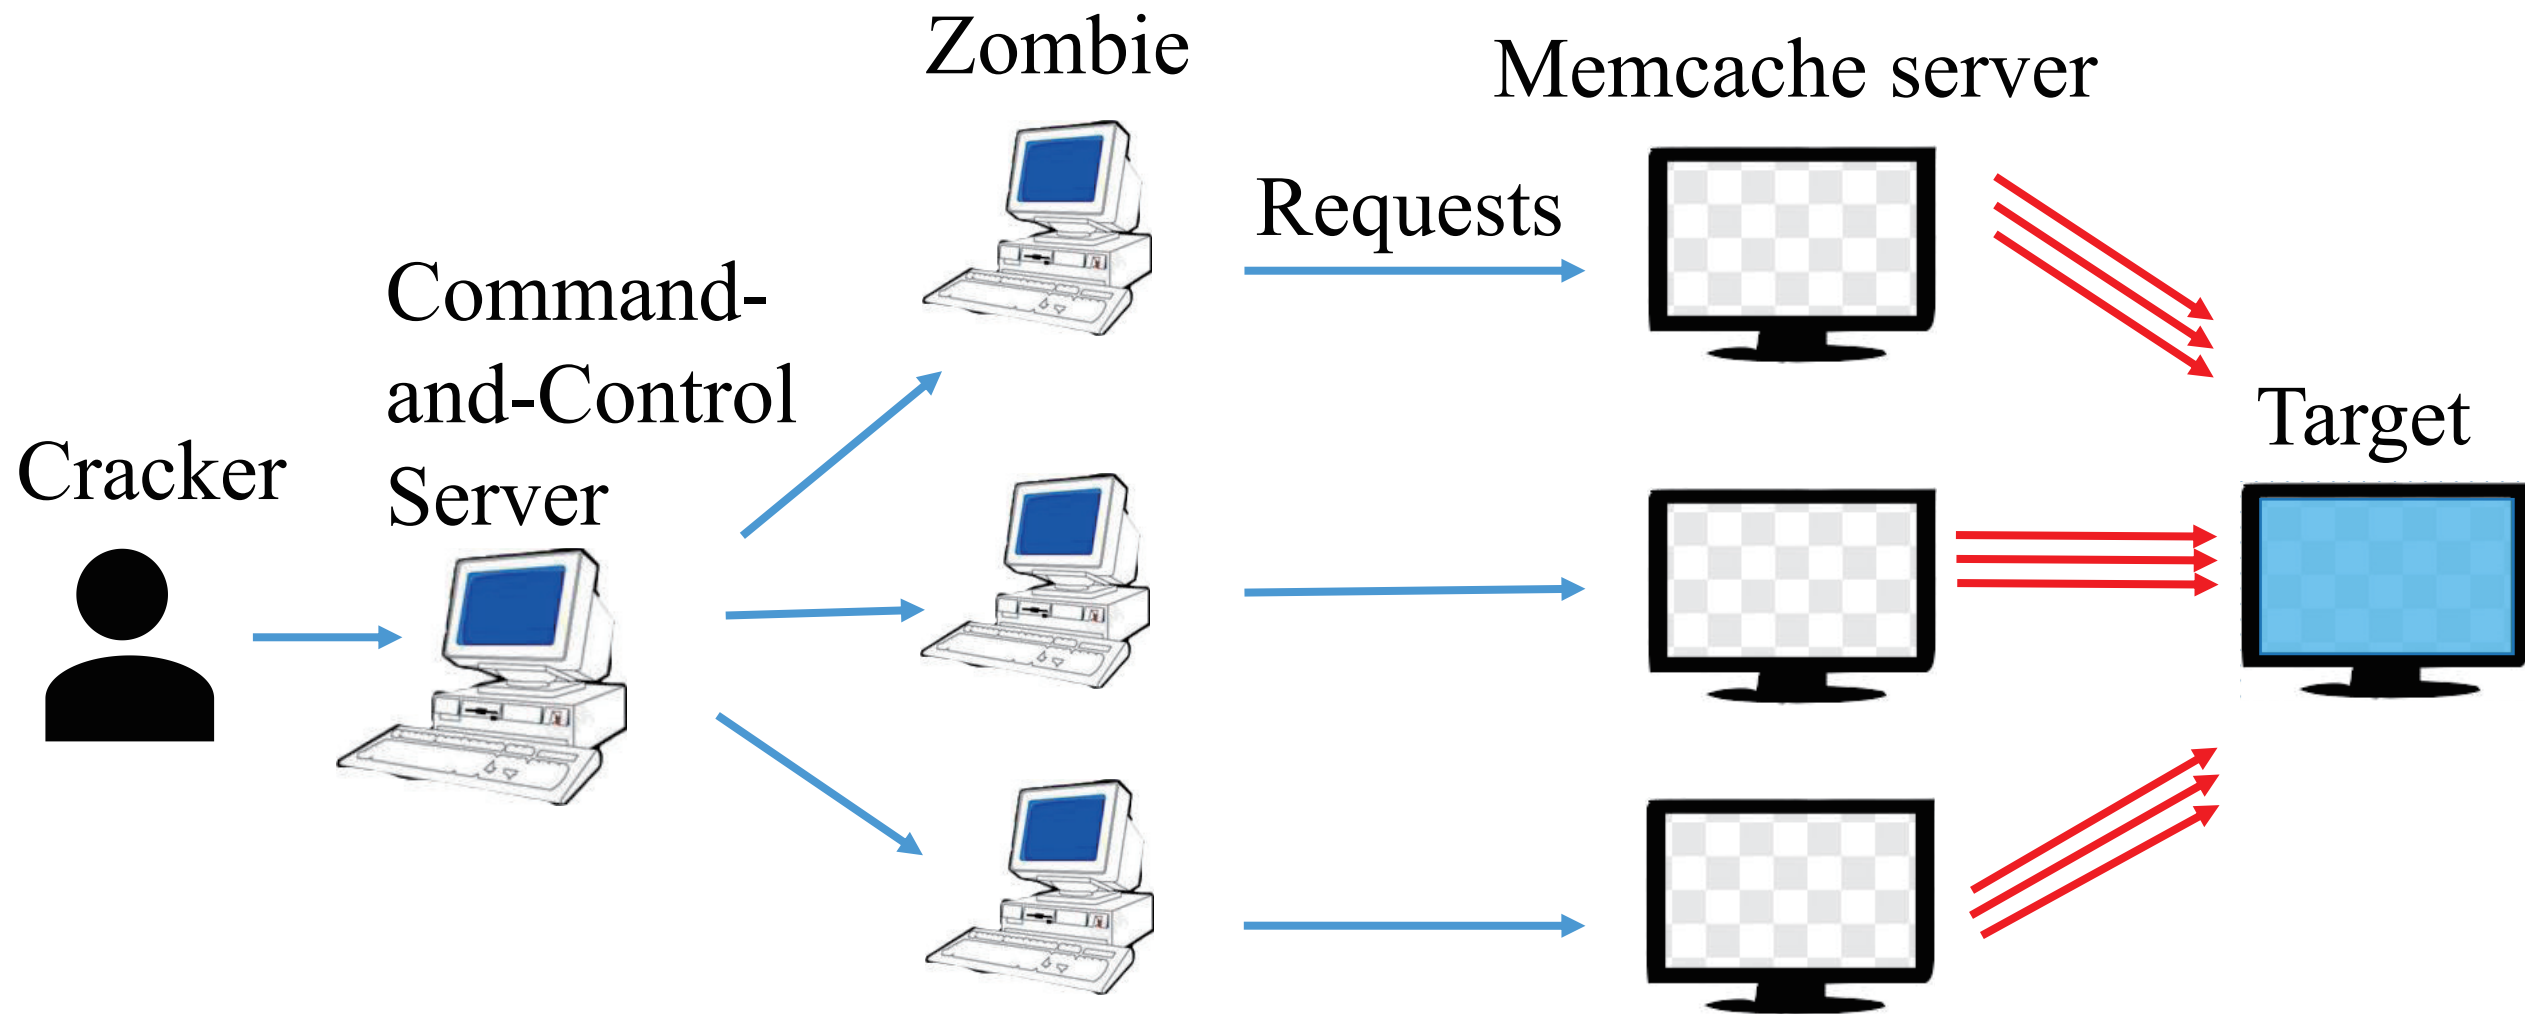 Zombie
Memcache server
Requests
Command-
and-Control
Server
Cracker
Target